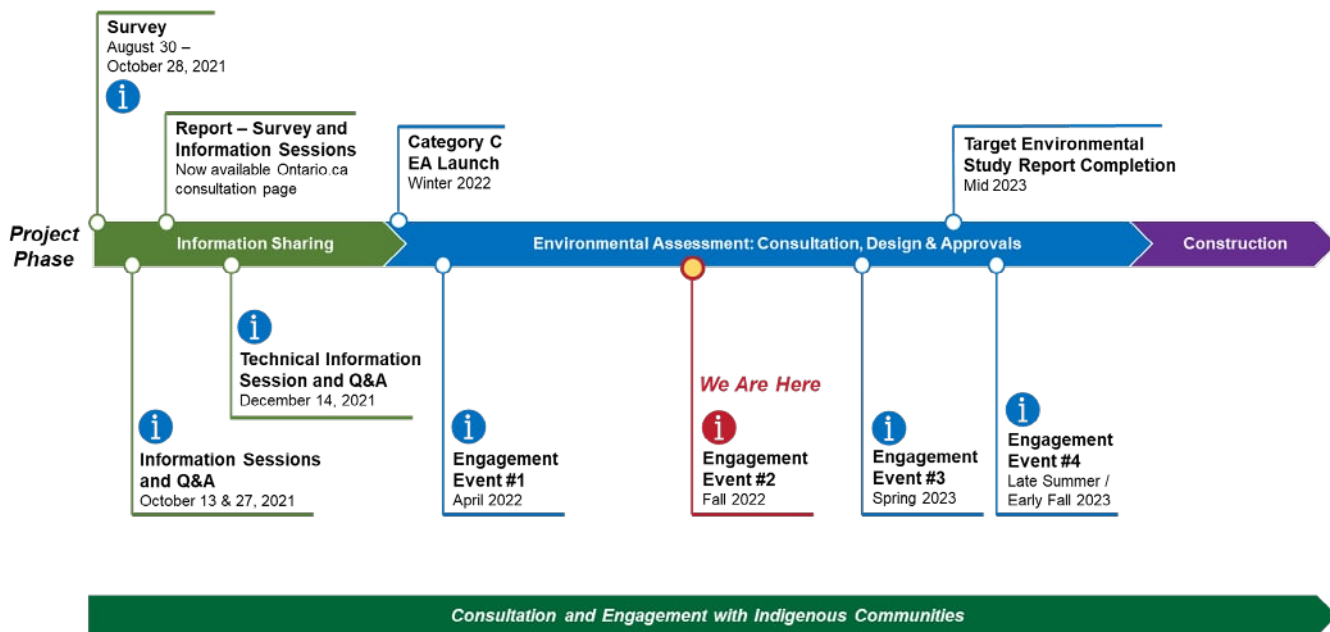 Survey
August 30 –
October 28, 2021
i
Report – Survey and
Information Sessions
Now available Ontario.ca
consultation page
Category C
EA Launch
Winter 2022
Target Environmental
Study Report Completion
Mid 2023
Project
Phase
Information Sharing
Environmental Assessment: Consultation, Design & Approvals
Construction
i
Technical Information
Session and Q&A
December 14, 2021
i
Information Sessions
and Q&A
October 13 & 27, 2021
i
Engagement
Event #1
April 2022
We Are Here
i
Engagement
Event #2
Fall 2022
i
Engagement
Event #3
Spring 2023
i
Engagement
Event #4
Late Summer /
Early Fall 2023
Consultation and Engagement with Indigenous Communities